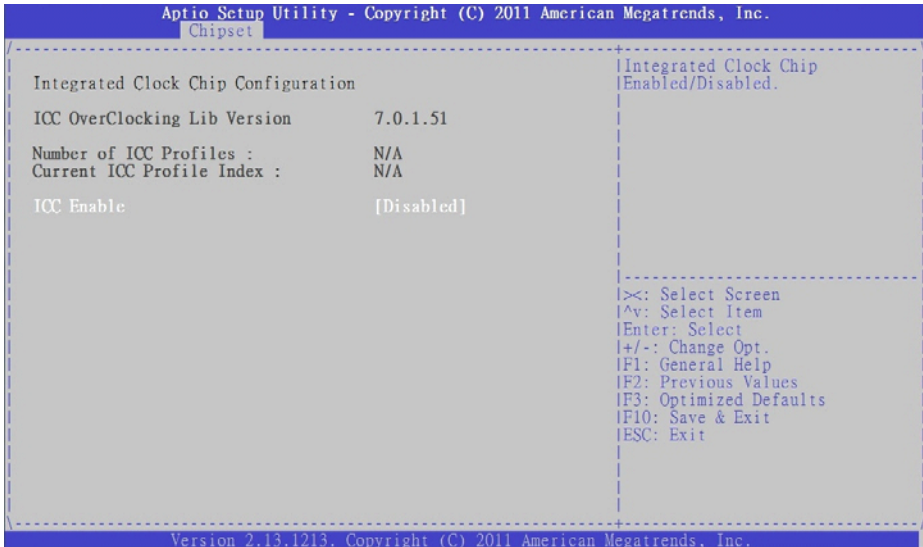 Aptio Setup Utility - Copyright (C) 2011 American Megatrends, Inc.
Chipset
Integrated Clock Chip Configuration
ICC OverClocking Lib Version 7.0.1.51
Number of ICC Profiles : N/A
Current ICC Profile Index : N/A
ICC Enable [Disabled]
Integrated Clock Chip
Enabled/Disabled.
><: Select Screen
^v: Select Item
Enter: Select
+/-: Change Opt.
F1: General Help
F2: Previous Values
F3: Optimized Defaults
F10: Save & Exit
ESC: Exit
Version 2.13.1213. Copyright (C) 2011 American Megatrends, Inc.